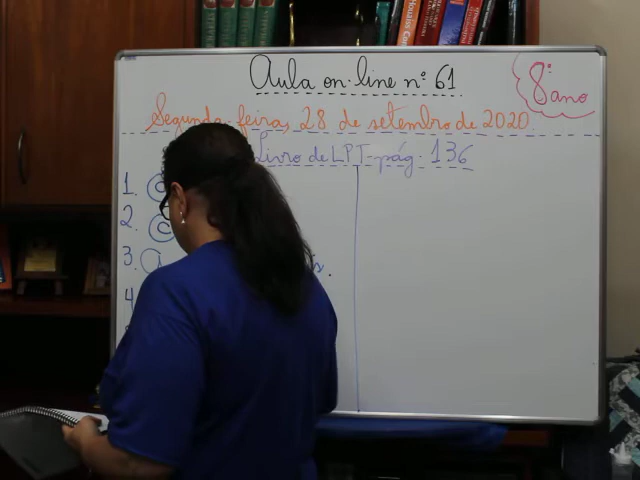 Aula on-line nº 61
8º ano
Segunda-feira, 28 de setembro de 2020.
Livro de LPT - pág. 136
1. C
2. C
3. a
4